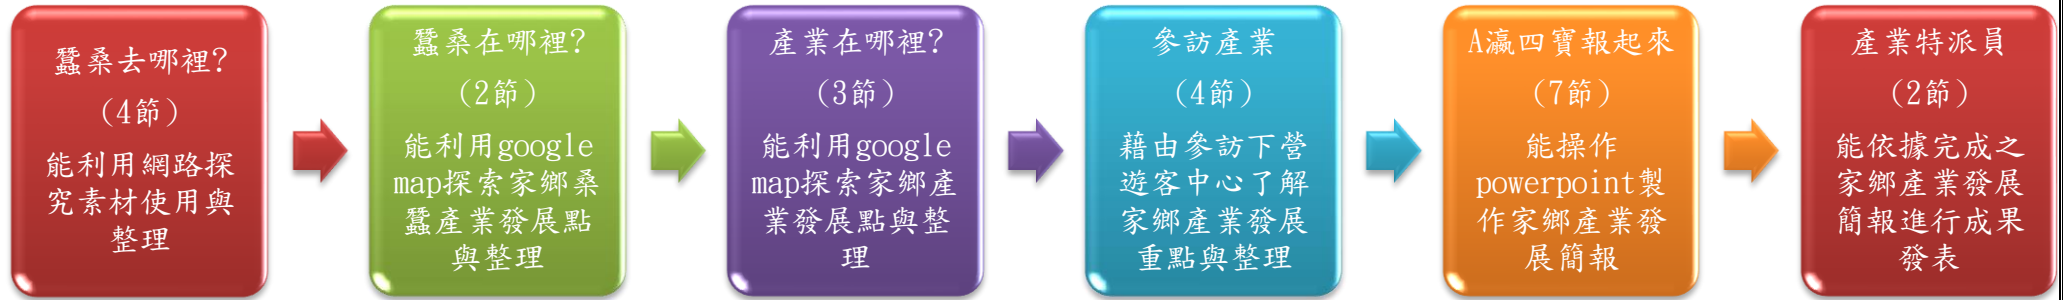 蠶桑去哪裡?
(4節)
能利用網路探
究素材使用與
整理
蠶桑在哪裡?
(2節)
能利用google
map探索家鄉桑
蠶產業發展點
與整理
產業在哪裡?
(3節)
能利用google
map探索家鄉產
業發展點與整
理
參訪產業
(4節)
藉由參訪下營
遊客中心了解
家鄉產業發展
重點與整理
A瀛四寶報起來
(7節)
能操作
powerpoint製
作家鄉產業發
展簡報
產業特派員
(2節)
能依據完成之
家鄉產業發展
簡報進行成果
發表